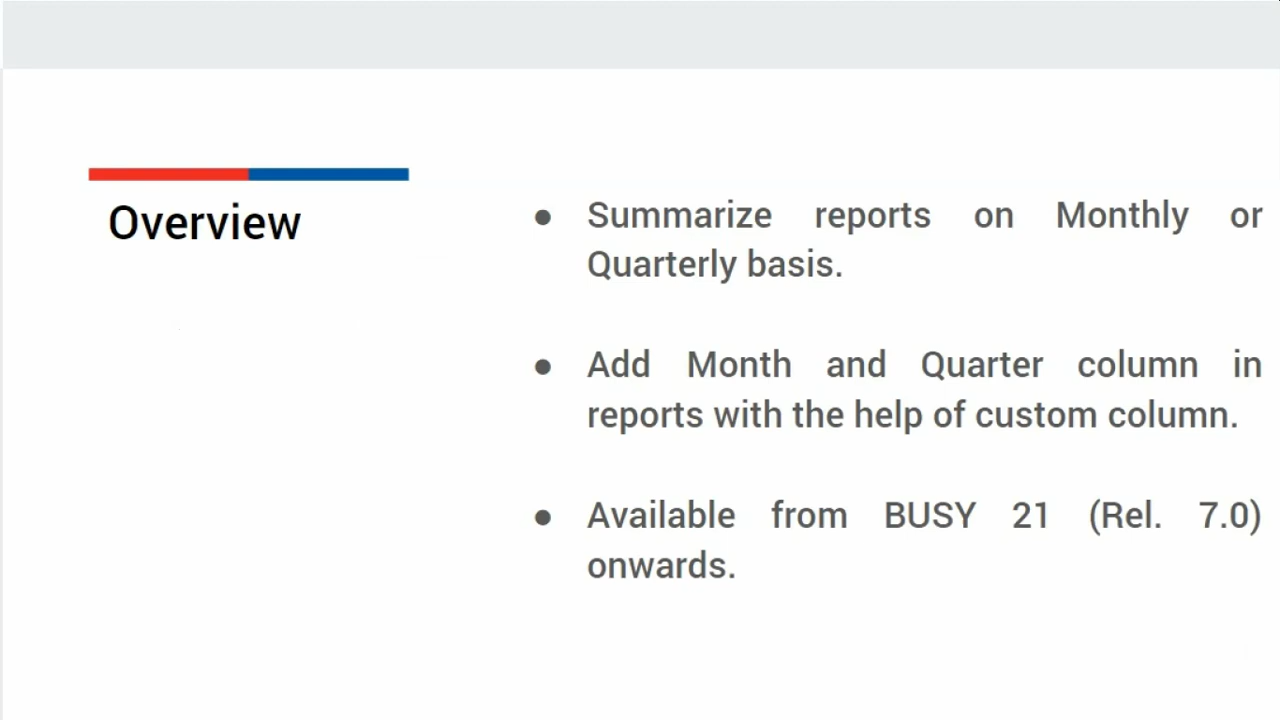 Overview
● Summarize reports on Monthly or
Quarterly basis.
● Add Month and Quarter column in
reports with the help of custom column.
● Available from BUSY 21 (Rel. 7.0)
onwards.